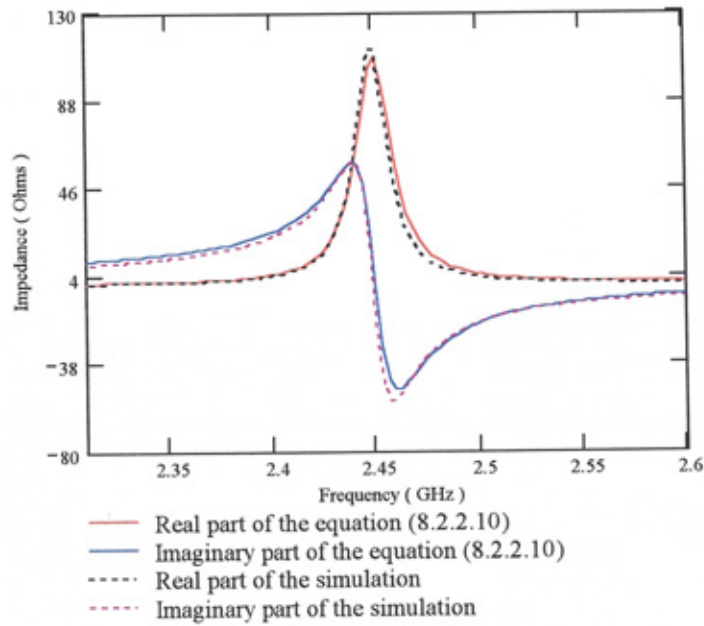 130
88
46
4
−38
−80
Impedance ( Ohms )
2.35 2.4 2.45 2.5 2.55 2.6
Frequency ( GHz )
Real part of the equation (8.2.2.10)
Imaginary part of the equation (8.2.2.10)
Real part of the simulation
Imaginary part of the simulation